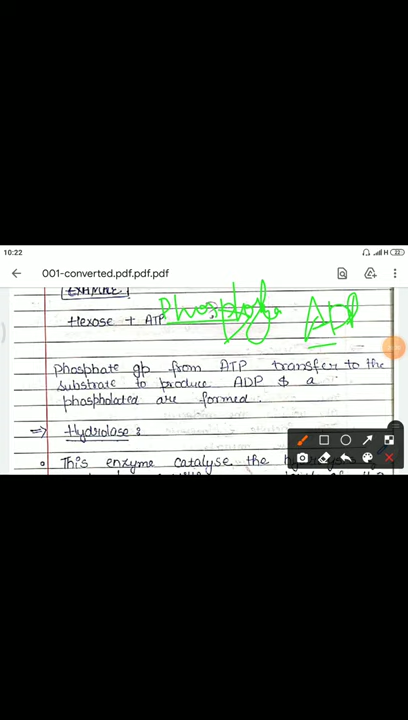 10:22
H 22
001-converted.pdf.pdf.pdf
EXAMPLE
Hexose + ATP
ADP
phosphate gp from ATP transfer to the
substrate to produce ADP & a
phospholated are formed.
⇒ Hydrolase :
• This enzyme catalyse the